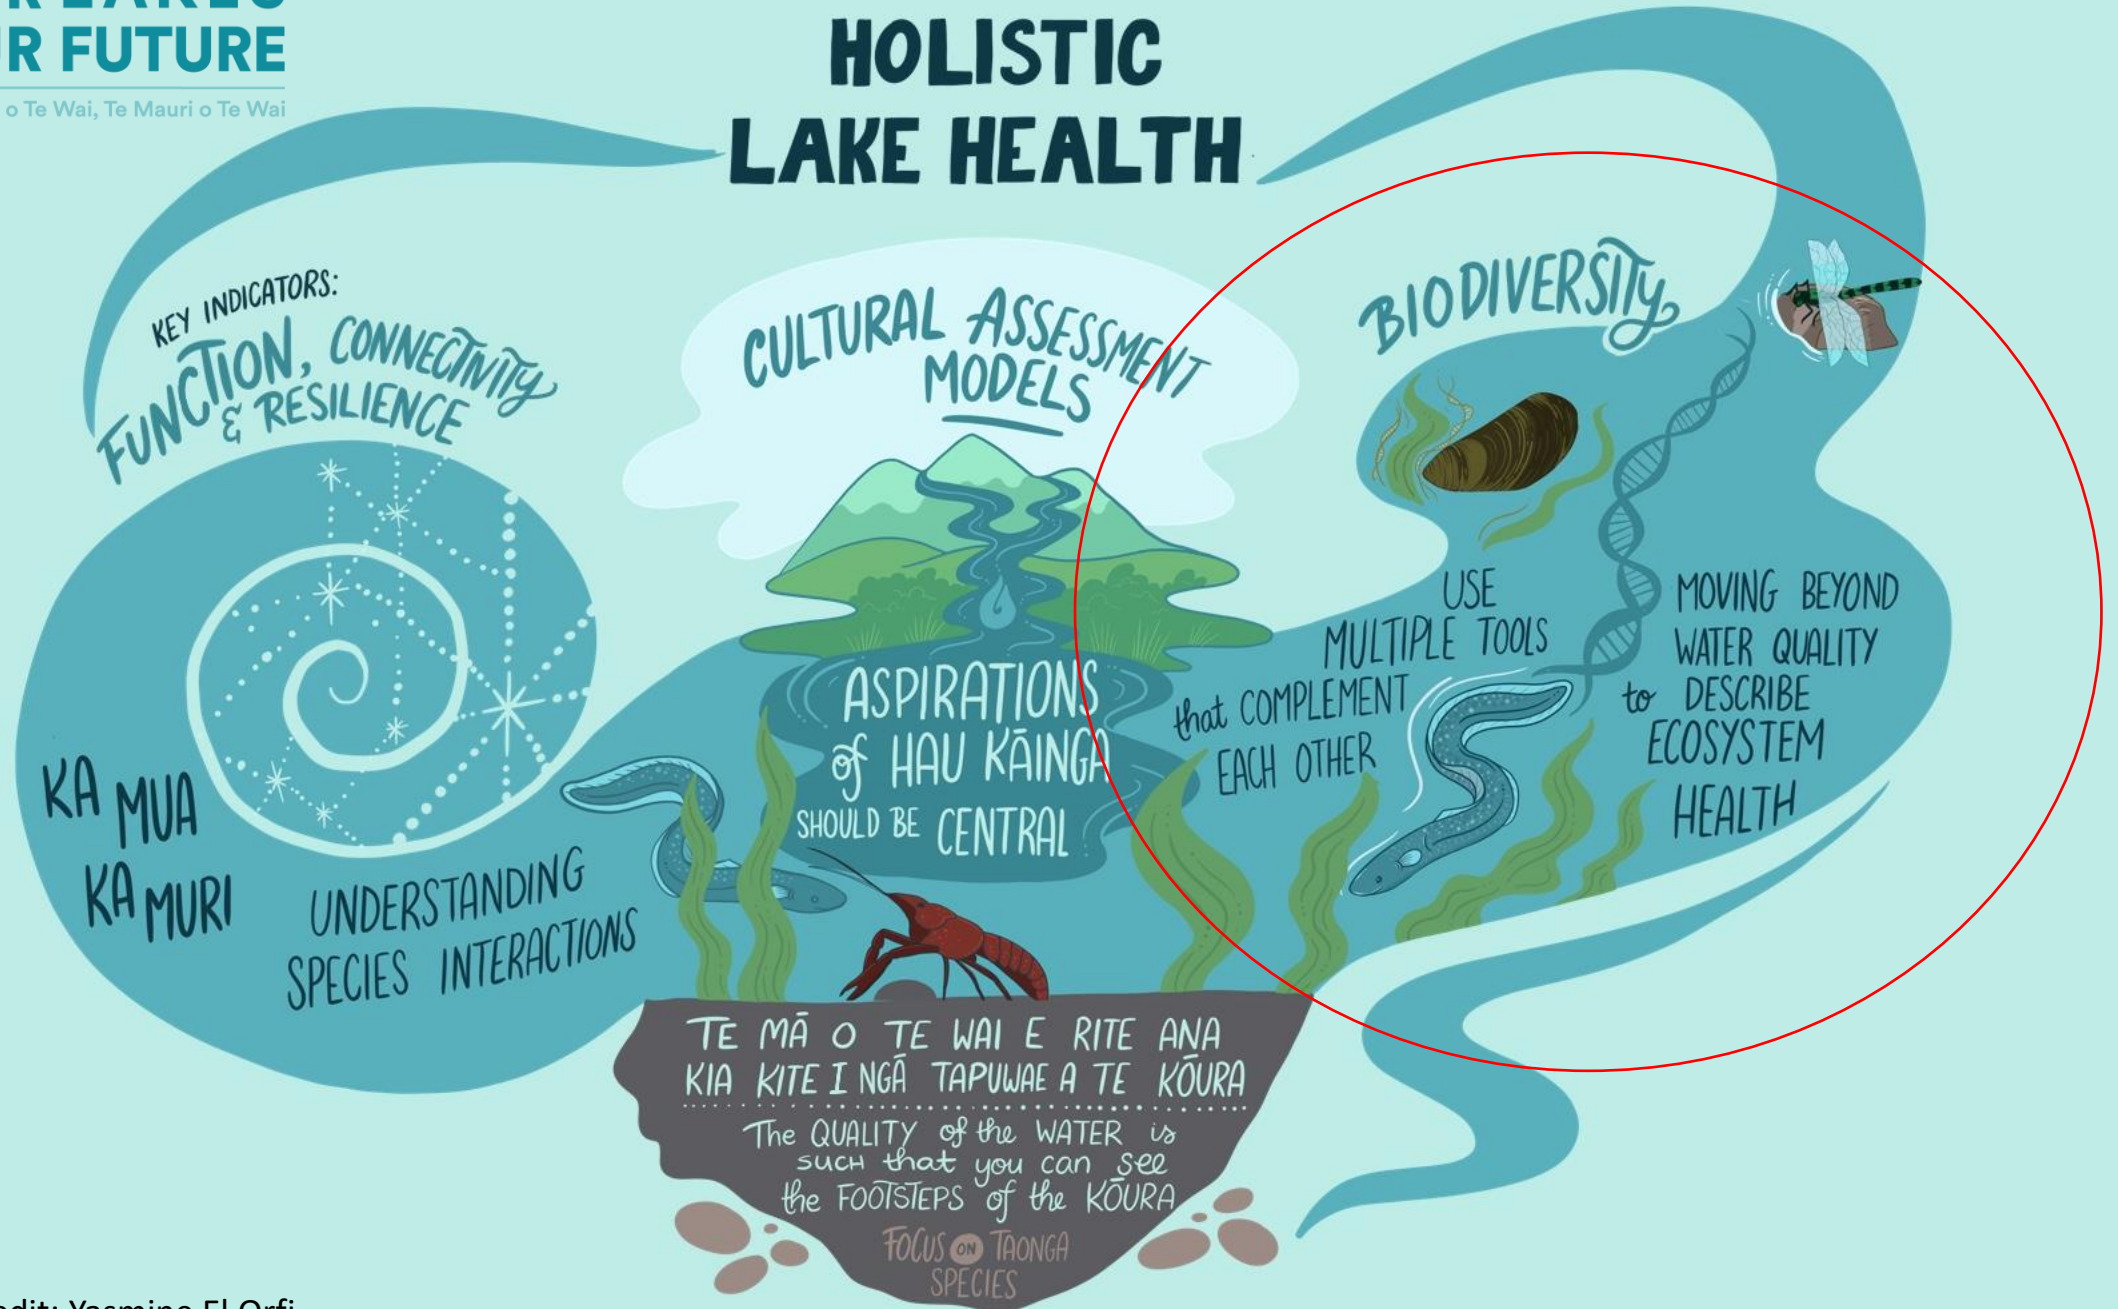 FUTURE
o Te Wai, Te Mauri o Te Wai
HOLISTIC
LAKE HEALTH
KEY INDICATORS:
FUNCTION, CONNECTIVITY
& RESILIENCE
KA MUA
KA MURI
UNDERSTANDING
SPECIES INTERACTIONS
CULTURAL ASSESSMENT
MODELS
ASPIRATIONS
of HAU KĀINGA
SHOULD BE CENTRAL
BIODIVERSITY
USE
MULTIPLE TOOLS
that COMPLEMENT
EACH OTHER
MOVING BEYOND
WATER QUALITY
to DESCRIBE
ECOSYSTEM
HEALTH
TE MĀ O TE WAI E RITE ANA
KIA KITE I NGĀ TAPUWAE A TE KŌURA
The QUALITY of the WATER is
SUCH that you can see
the FOOTSTEPS of the KŌURA
FOCUS ON TAONGA
SPECIES